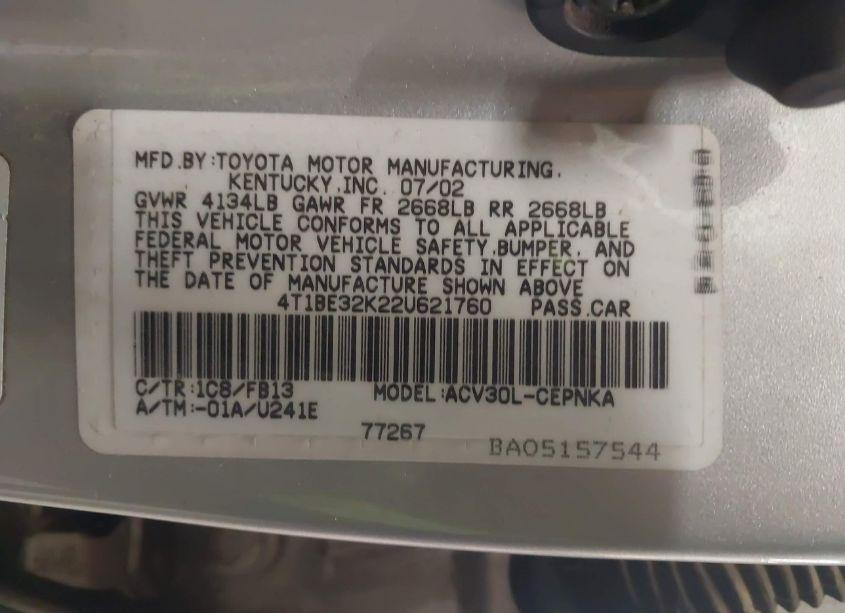 MFD.BY:TOYOTA MOTOR MANUFACTURING.
KENTUCKY.INC. 07/02
GVWR 4134LB GAWR FR 2668LB RR 2668LB
THIS VEHICLE CONFORMS TO ALL APPLICABLE
FEDERAL MOTOR VEHICLE SAFETY.BUMPER. AND
THEFT PREVENTION STANDARDS IN EFFECT ON
THE DATE OF MANUFACTURE SHOWN ABOVE
4T1BE32K22U621760 PASS.CAR
C/TR:1C8/FB13 MODEL:ACV30L-CEPNKA
A/TM:-01A/U241E
77267
BA05157544